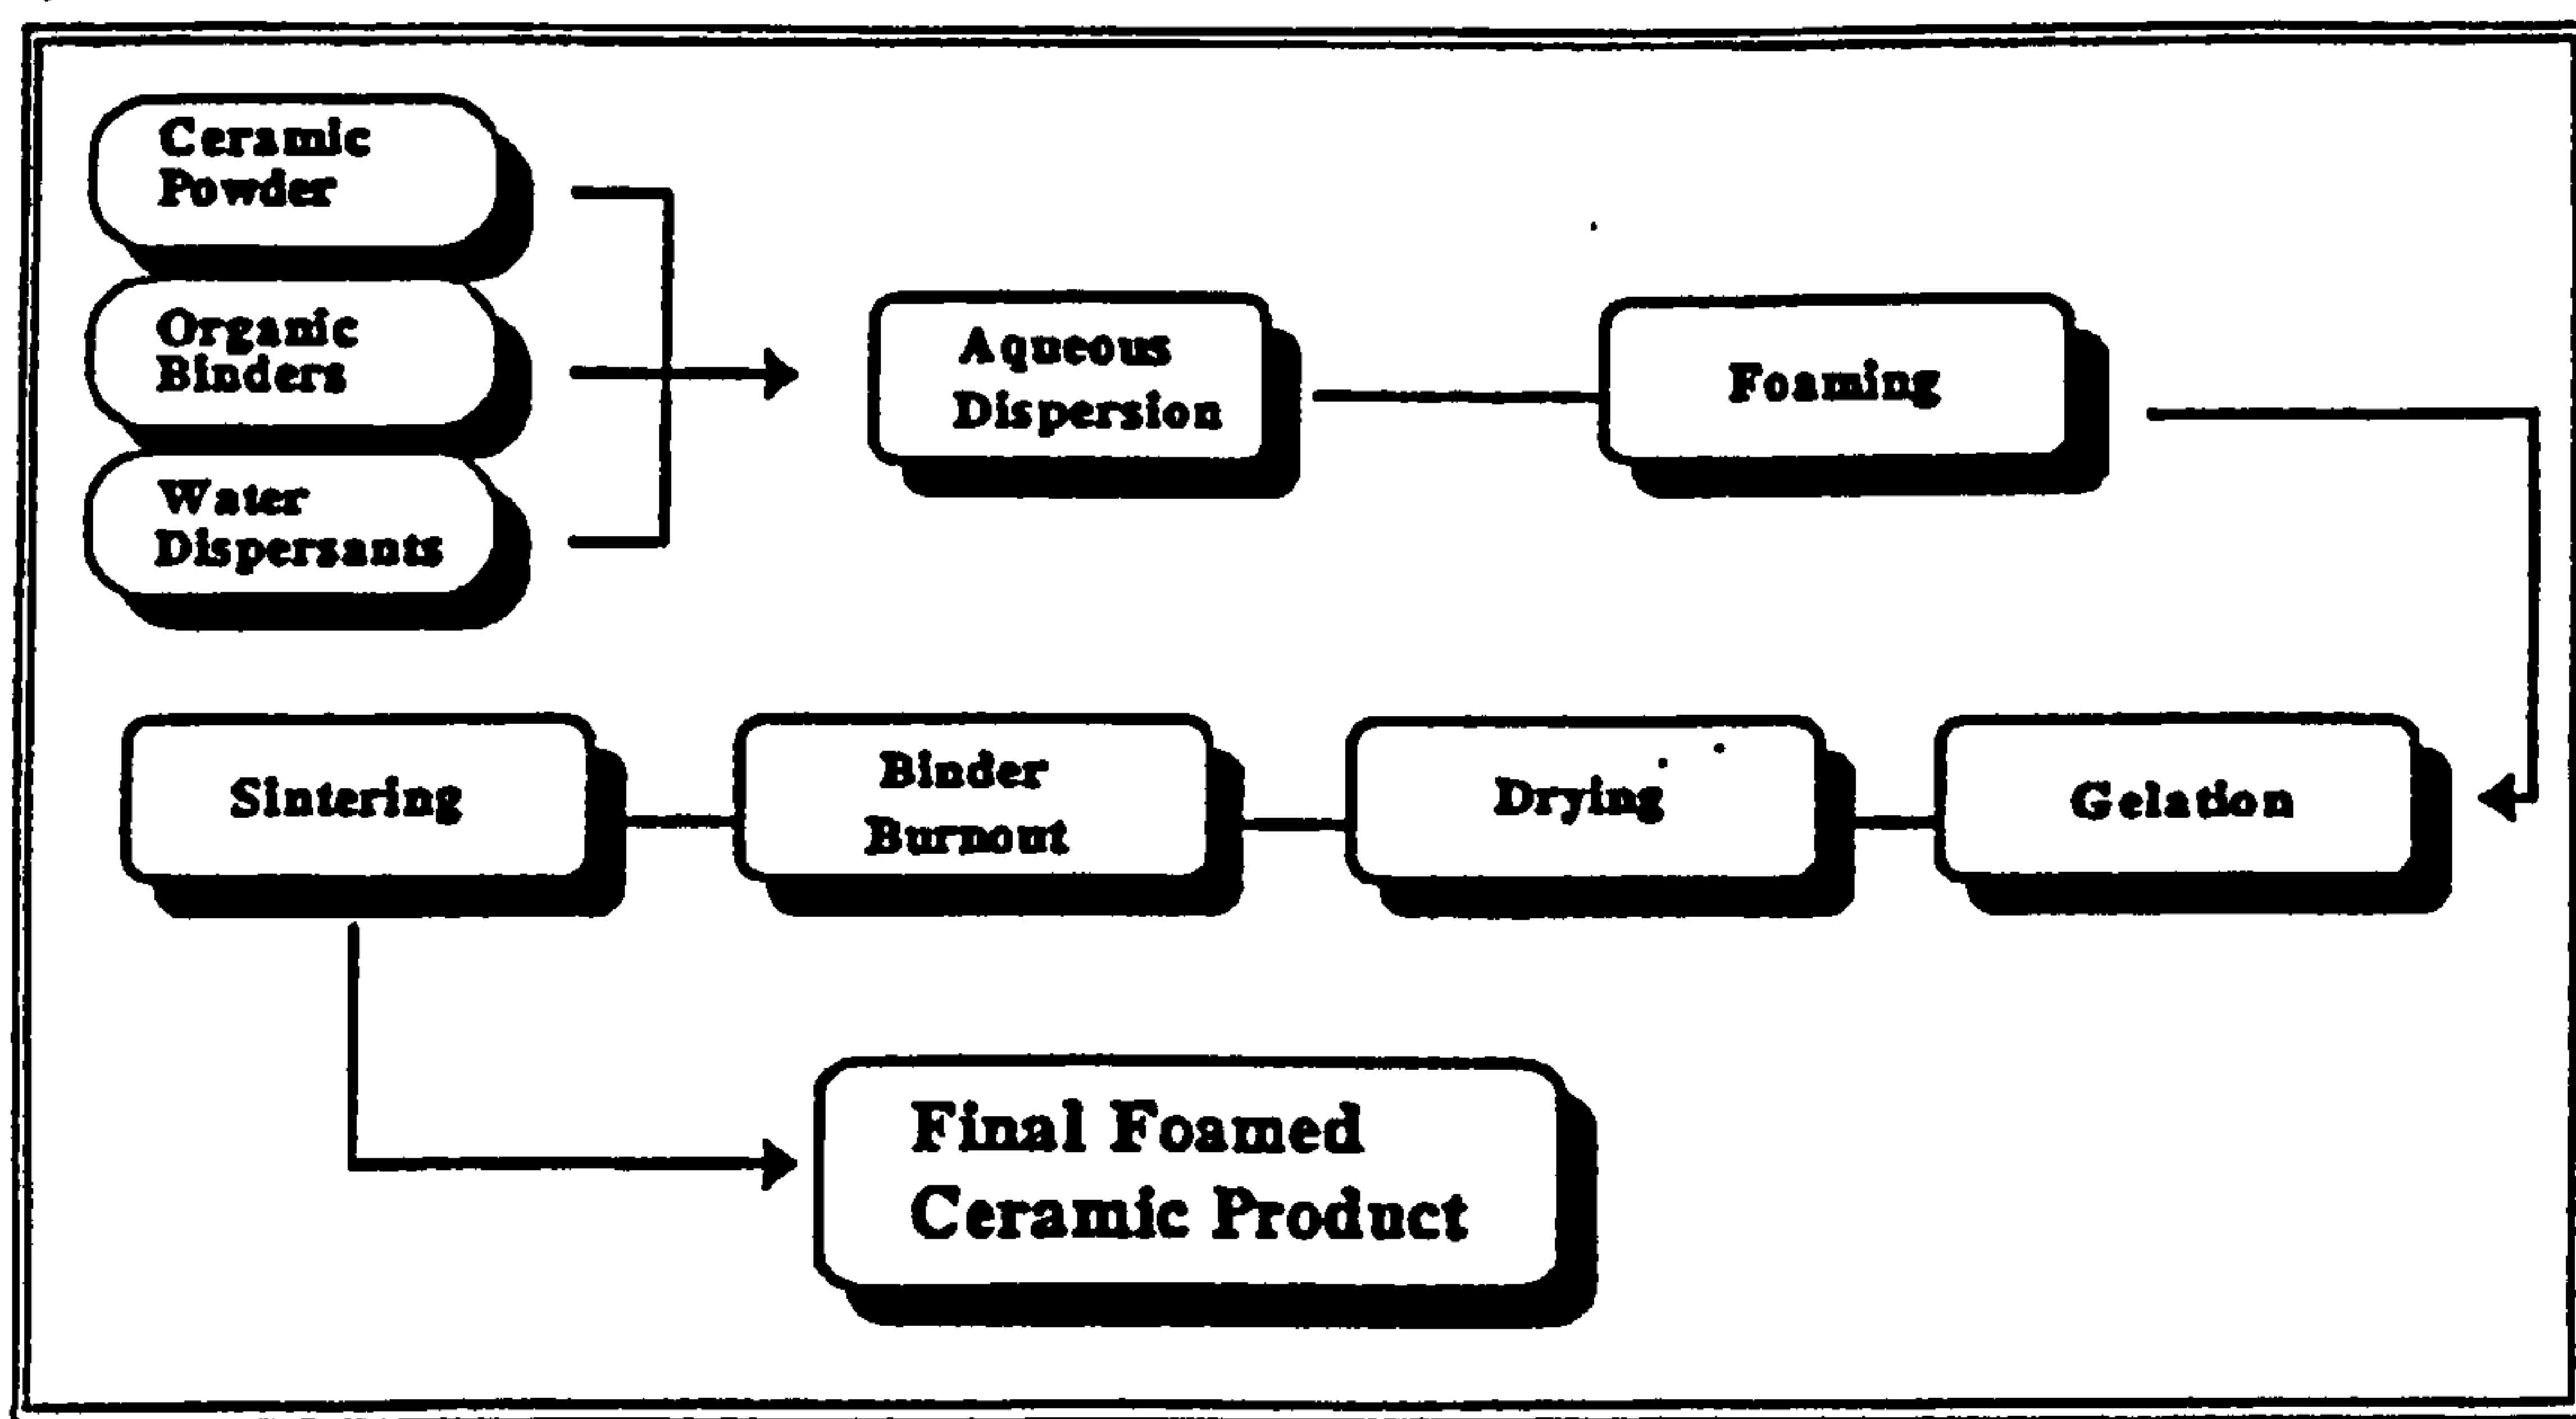 Ceramic
Powder
Organic
Binders
Water
Dispersants
Aqueous
Dispersion
Foaming
Gelation
Drying
Binder
Burnout
Sintering
Final Foamed
Ceramic Product